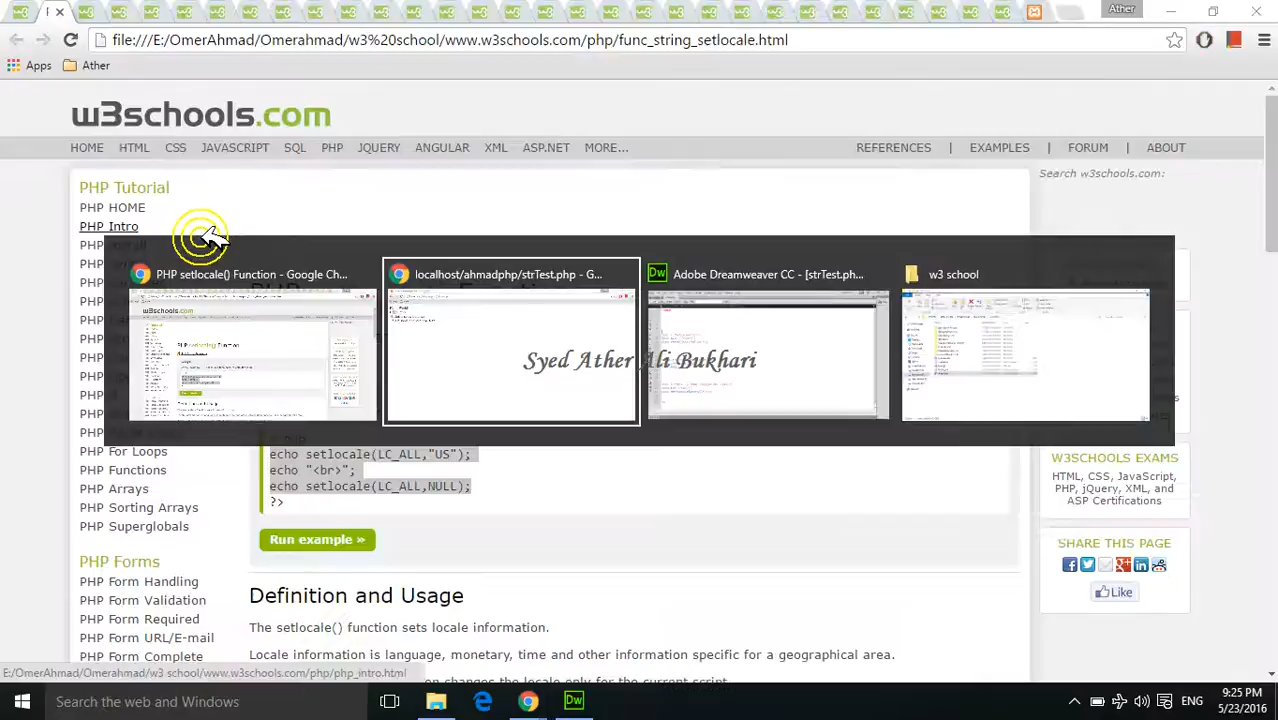 Ather
file:///E:/OmerAhmad/Omerahmad/w3%20school/www.w3schools.com/php/func_string_setlocale.html
Apps
Ather
w3schools.com
HOME HTML CSS JAVASCRIPT SQL PHP JQUERY ANGULAR XML ASP.NET MORE... REFERENCES | EXAMPLES | FORUM | ABOUT
Search w3schools.com:
PHP Tutorial
PHP HOME
PHP Intro
PHP setlocale() Function - Google Ch...
localhost/ahmadphp/strTest.php - G...
Adobe Dreamweaver CC - [strTest.ph...
w3 school
Syed Ather Ali Bukhari
PHP For Loops
PHP Functions
PHP Arrays
PHP Sorting Arrays
PHP Superglobals
PHP Forms
PHP Form Handling
PHP Form Validation
PHP Form Required
PHP Form URL/E-mail
PHP Form Complete
echo setlocale(LC_ALL,"US");
echo "<br>";
echo setlocale(LC_ALL,NULL);
?>
Run example »
Definition and Usage
The setlocale() function sets locale information.
Locale information is language, monetary, time and other information specific for a geographical area.
W3SCHOOLS EXAMS
HTML, CSS, JavaScript,
PHP, jQuery, XML, and
ASP Certifications
SHARE THIS PAGE
Like
E:/OmerAhmad/Omerahmad/w3 school/www.w3schools.com/php/php_intro.html
Search the web and Windows
Dw
ENG
9:25 PM
5/23/2016